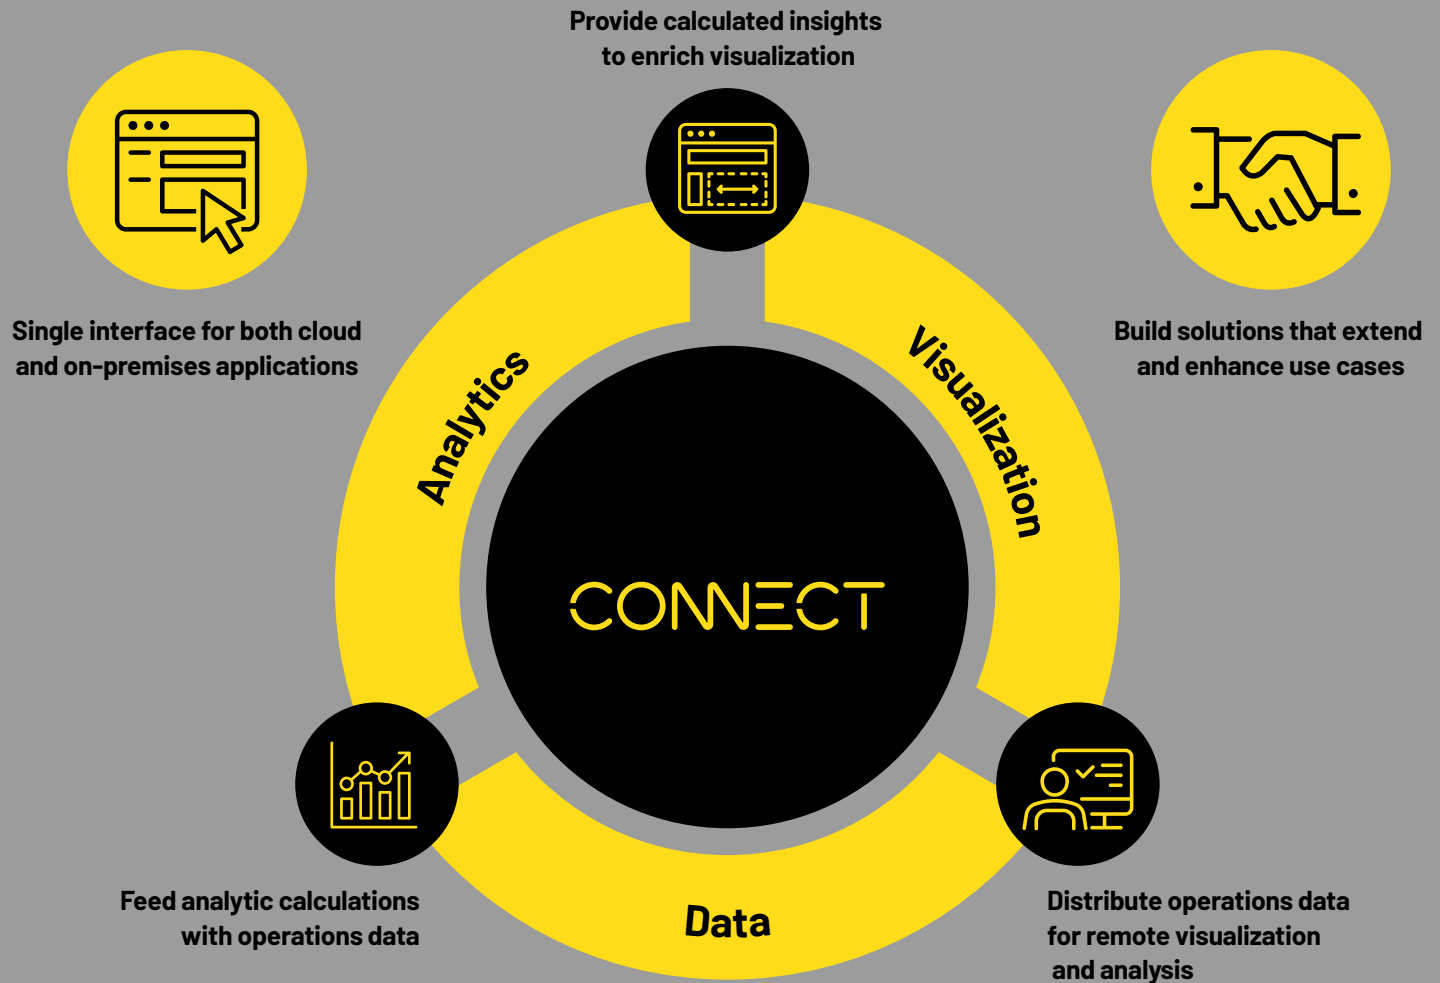 Provide calculated insights
to enrich visualization
Single interface for both cloud
and on-premises applications
Build solutions that extend
and enhance use cases
Analytics
Visualization
CONNECT
Data
Feed analytic calculations
with operations data
Distribute operations data
for remote visualization
and analysis